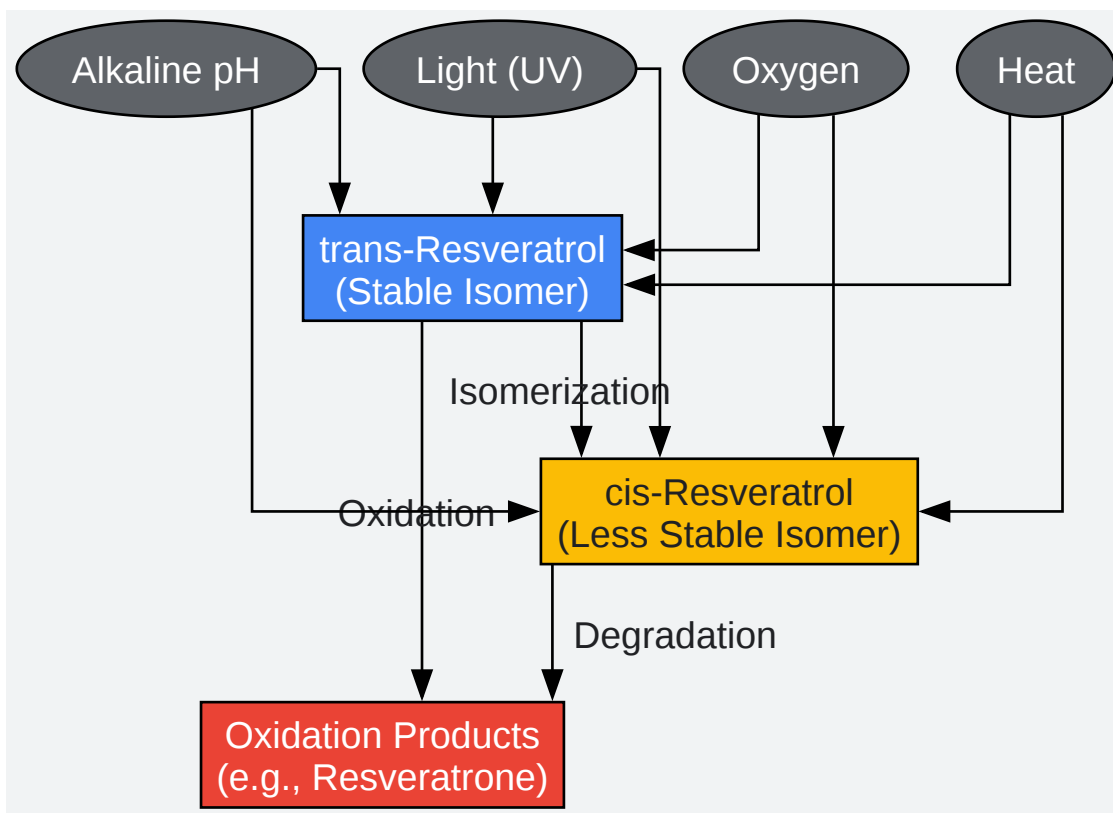 Alkaline pH
Light (UV)
Oxygen
Heat
trans-Resveratrol
(Stable Isomer)
Isomerization
cis-Resveratrol
(Less Stable Isomer)
Oxidation
Degradation
Oxidation Products
(e.g., Resveratrone)